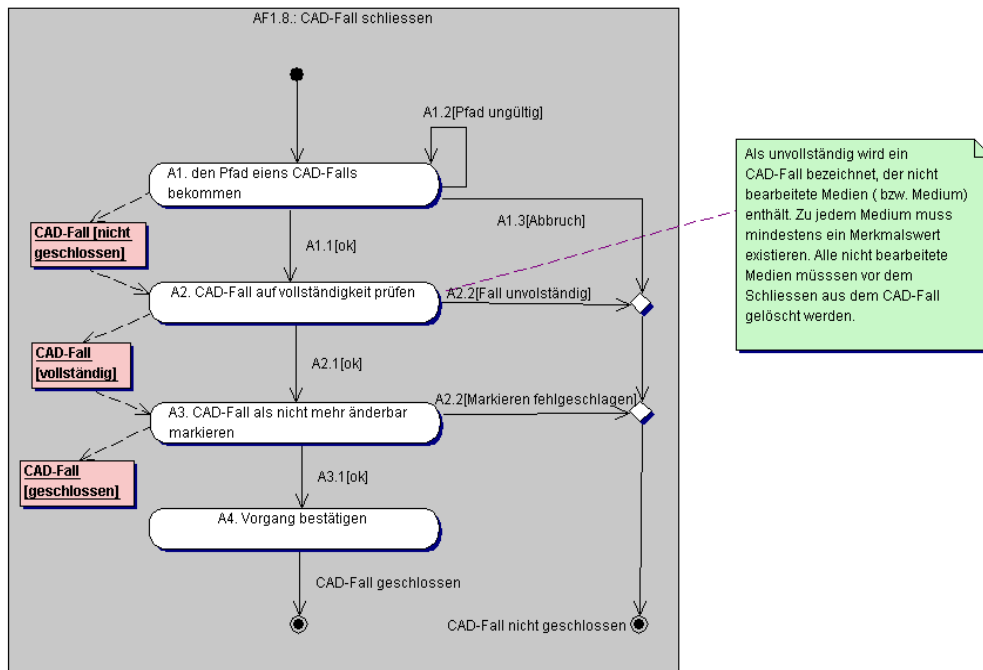 AF1.8.: CAD-Fall schliessen
A1.2[Pfad ungültig]
A1. den Pfad eiens CAD-Falls
bekommen
A1.3[Abbruch]
CAD-Fall [nicht
geschlossen]
A1.1[ok]
A2. CAD-Fall auf vollständigkeit prüfen
A2.2[Fall unvolständig]
CAD-Fall
[vollständig]
A2.1[ok]
A3. CAD-Fall als nicht mehr änderbar
markieren
A2.2[Markieren fehlgeschlagen]
CAD-Fall
[geschlossen]
A3.1[ok]
A4. Vorgang bestätigen
CAD-Fall geschlossen
CAD-Fall nicht geschlossen
Als unvollständig wird ein
CAD-Fall bezeichnet, der nicht
bearbeitete Medien ( bzw. Medium)
enthält. Zu jedem Medium muss
mindestens ein Merkmalswert
existieren. Alle nicht bearbeitete
Medien müsssen vor dem
Schliessen aus dem CAD-Fall
gelöscht werden.